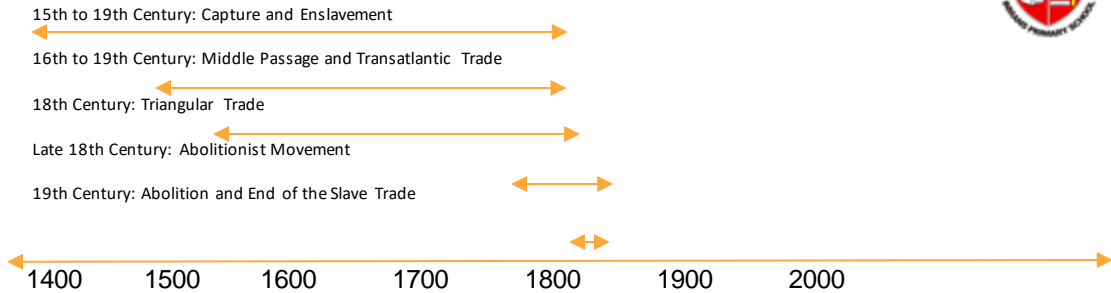 15th to 19th Century: Capture and Enslavement
16th to 19th Century: Middle Passage and Transatlantic Trade
18th Century: Triangular Trade
Late 18th Century: Abolitionist Movement
19th Century: Abolition and End of the Slave Trade
1400 1500 1600 1700 1800 1900 2000
PRIMARY SCHOOL